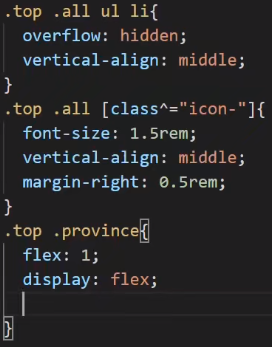 .top .all ul li{
overflow: hidden;
vertical-align: middle;
}
.top .all [class^="icon-"]{
font-size: 1.5rem;
vertical-align: middle;
margin-right: 0.5rem;
}
.top .province{
flex: 1;
display: flex;
}